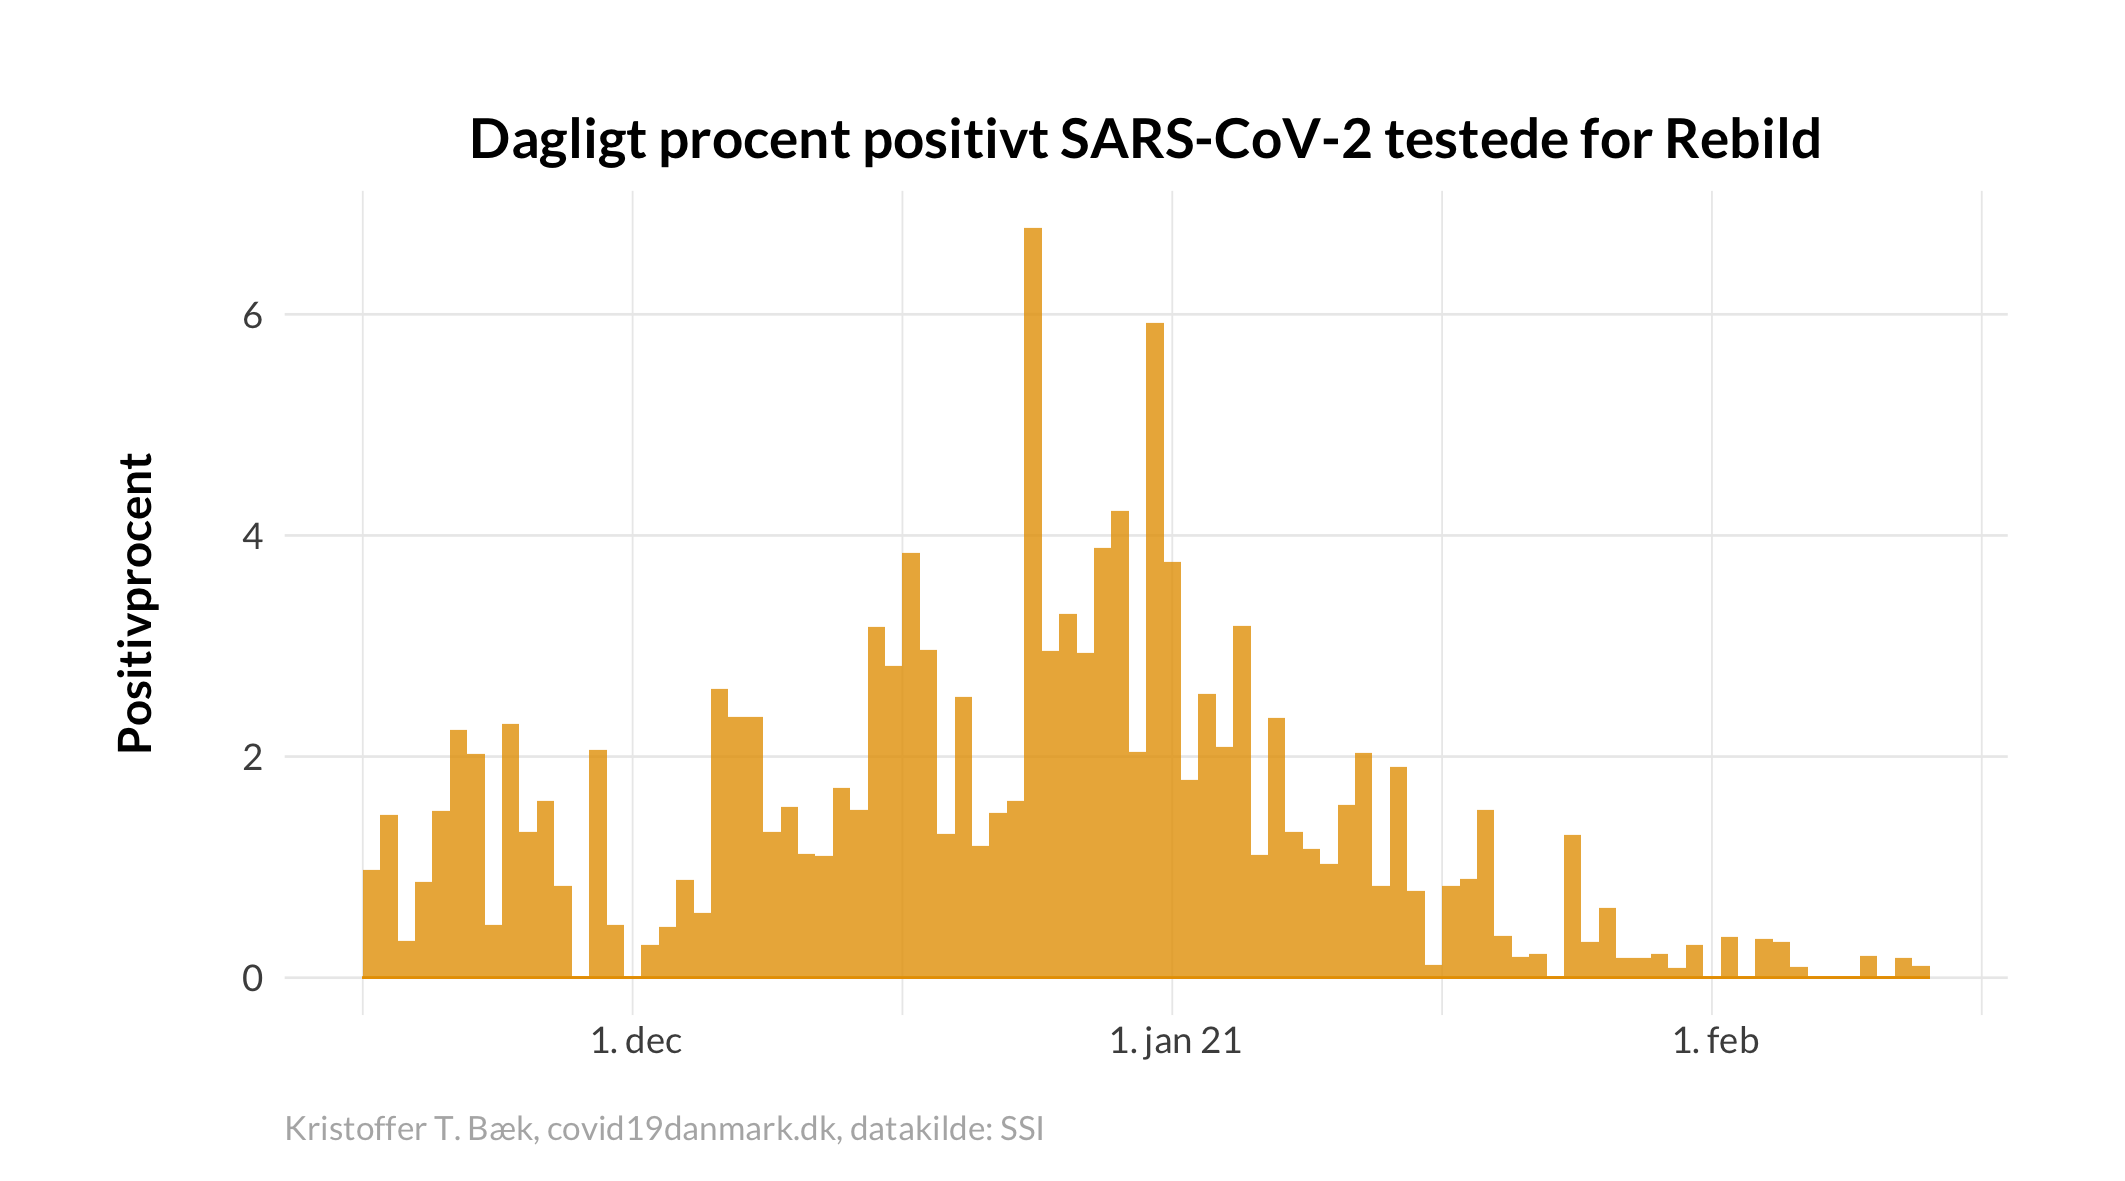 Dagligt procent positivt SARS-CoV-2 testede for Rebild
Positivprocent
6
4
2
0
1. dec
1. jan 21
1. feb
Kristoffer T. Bæk, covid19danmark.dk, datakilde: SSI